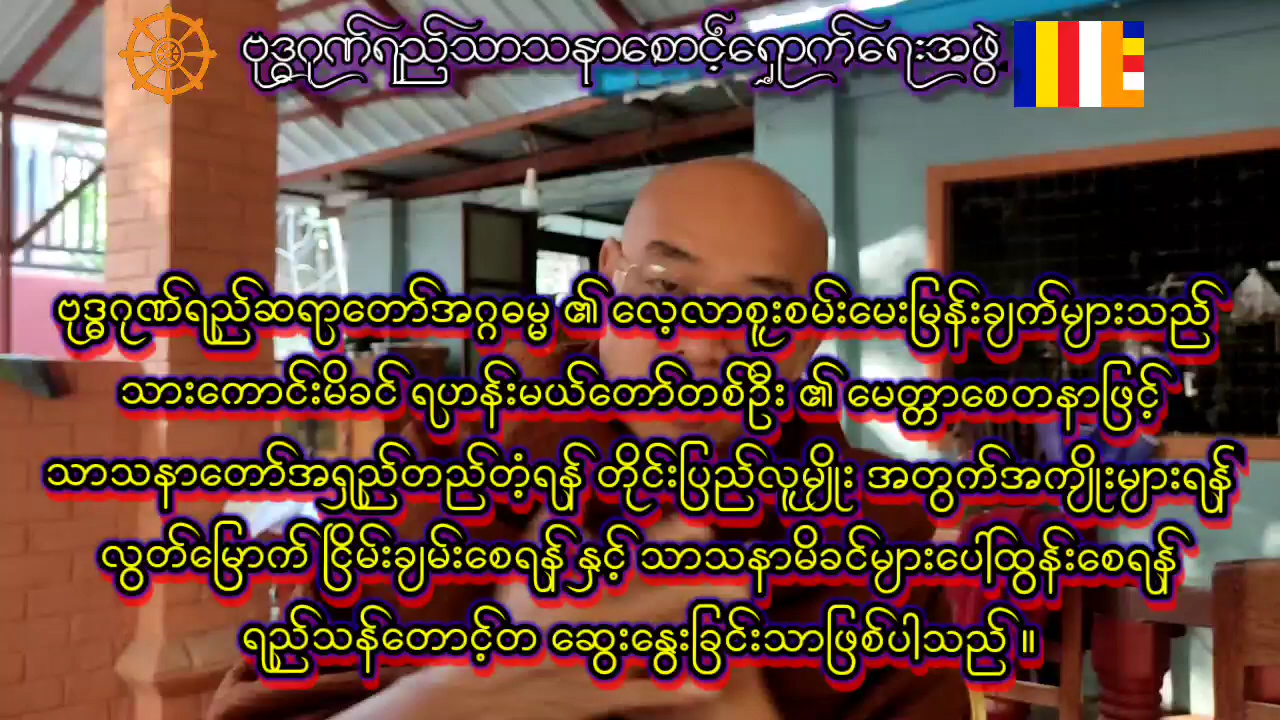 ဗုဒ္ဓဂုဏ်ရည်သာသနာစောင့်ရှောက်ရေးအဖွဲ့
ဗုဒ္ဓဂုဏ်ရည်ဆရာတော်အဂ္ဂဓမ္မ ၏ လေ့လာစူးစမ်းမေးမြန်းချက်များသည်
သားကောင်းမိခင် ရဟန်းမယ်တော်တစ်ဦး ၏ မေတ္တာစေတနာဖြင့်
သာသနာတော်အရှည်တည်တံ့ရန် တိုင်းပြည်လူမျိုး အတွက်အကျိုးများရန်
လွတ်မြောက် ငြိမ်းချမ်းစေရန် နှင့် သာသနာမိခင်များပေါ်ထွန်းစေရန်
ရည်သန်တောင့်တ ဆွေးနွေးခြင်းသာဖြစ်ပါသည် ။